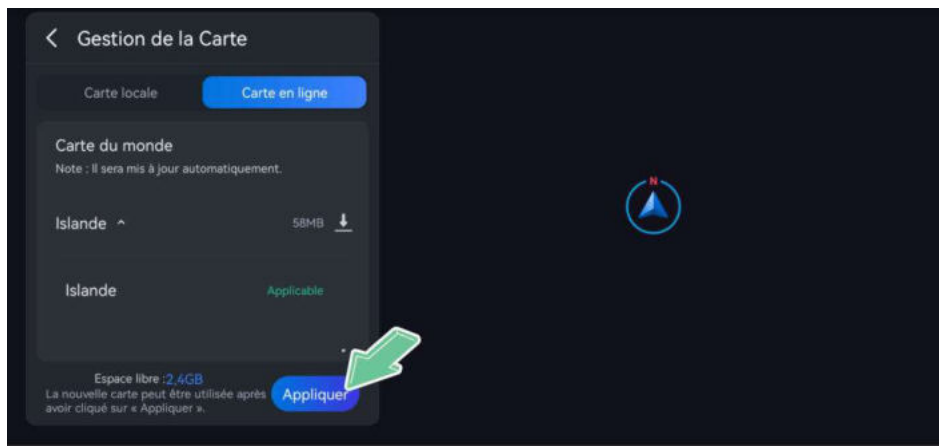 Gestion de la Carte
Carte locale
Carte en ligne
Carte du monde
Note : Il sera mis à jour automatiquement.
Islande
58MB
Islande
Applicable
Espace libre :2,4GB
La nouvelle carte peut être utilisée après
avoir cliqué sur « Appliquer ».
Appliquer
N